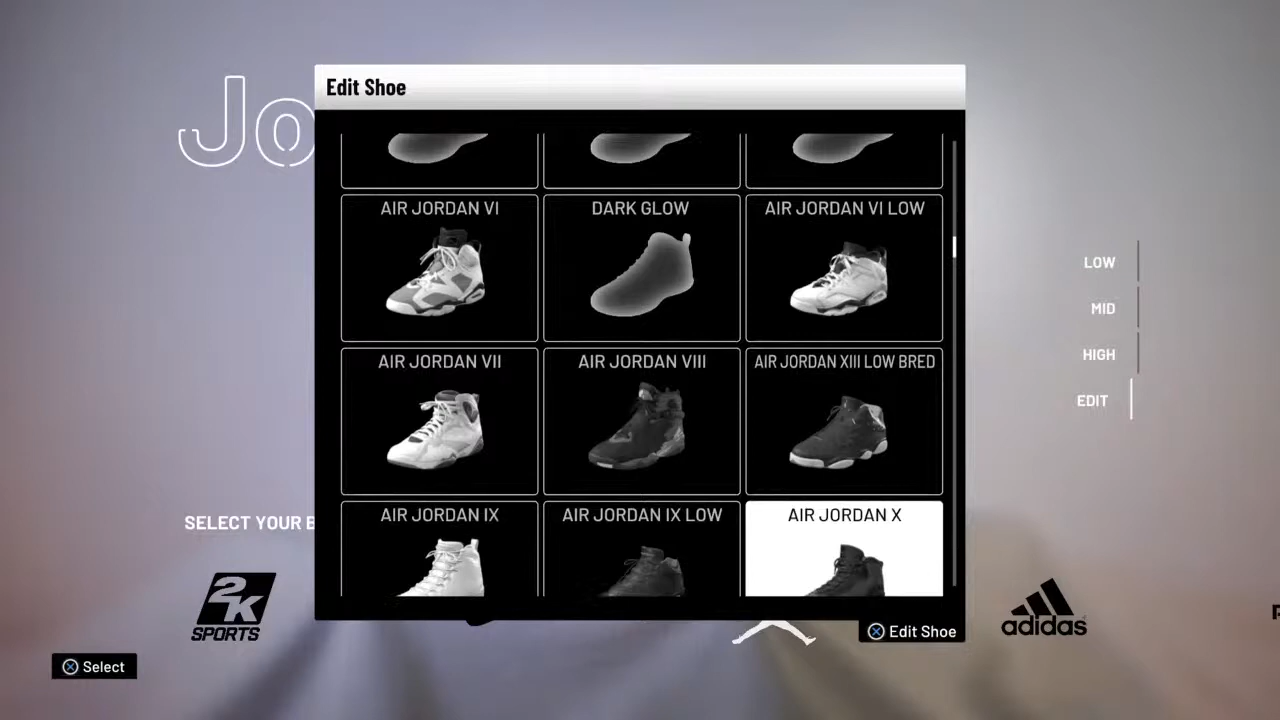 Edit Shoe
Jo
AIR JORDAN VI
DARK GLOW
AIR JORDAN VI LOW
AIR JORDAN VII
AIR JORDAN VIII
AIR JORDAN XIII LOW BRED
AIR JORDAN IX
AIR JORDAN IX LOW
AIR JORDAN X
LOW
MID
HIGH
EDIT
SELECT YOUR B
2K
SPORTS
adidas
Edit Shoe
Select